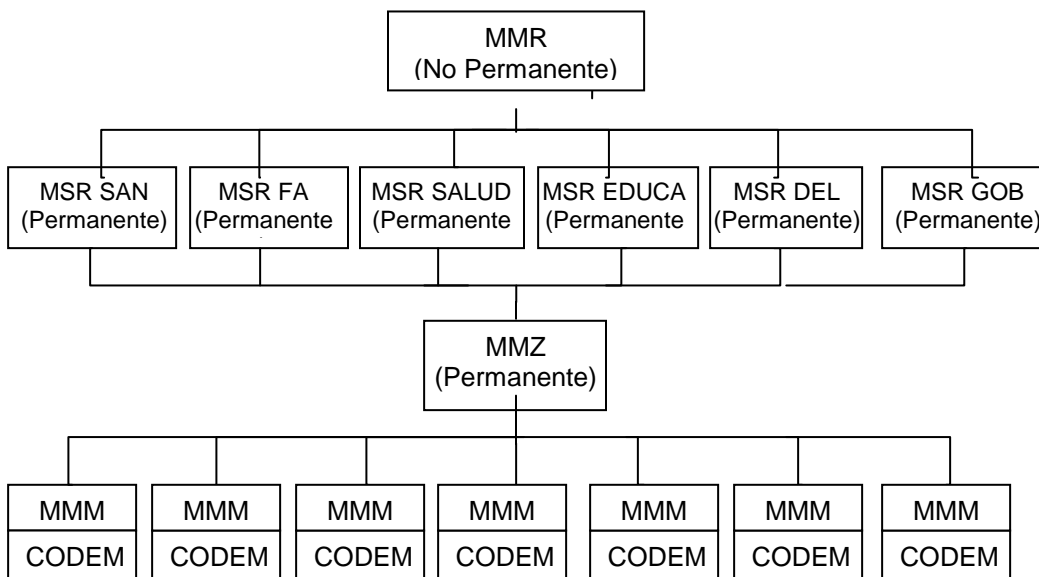 MMR
(No Permanente)
MSR SAN
(Permanente)
MSR FA
(Permanente
MSR SALUD
(Permanente
MSR EDUCA
(Permanente
MSR DEL
(Permanente)
MSR GOB
(Permanente)
MMZ
(Permanente)
MMM
CODEM
MMM
CODEM
MMM
CODEM
MMM
CODEM
MMM
CODEM
MMM
CODEM
MMM
CODEM